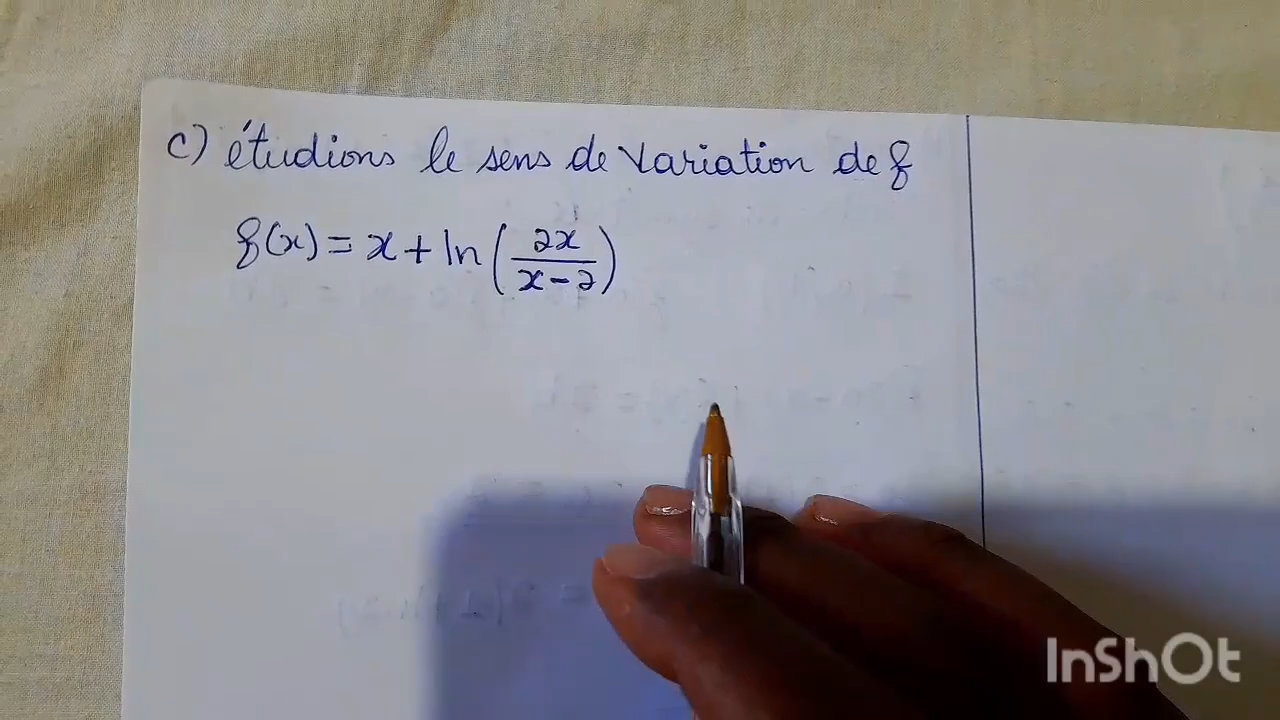 c) étudions le sens de variation de f
f(x) = x + ln(2x/(x-2))
InShOt